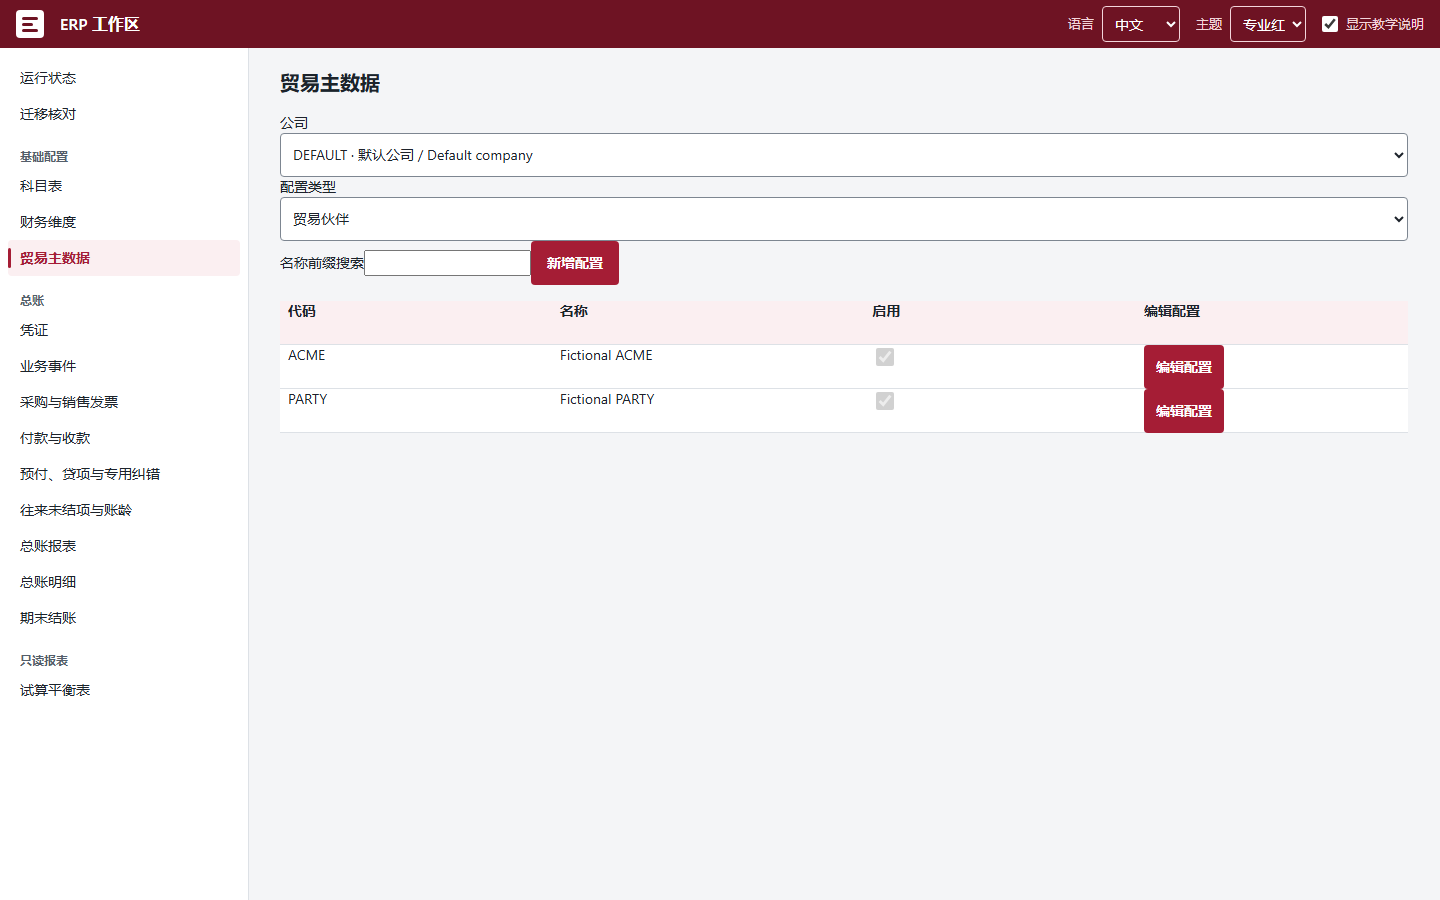 ERP 工作区
语言 中文 主题 专业红 显示教学说明
运行状态
迁移核对
基础配置
科目表
财务维度
贸易主数据
总账
凭证
业务事件
采购与销售发票
付款与收款
预付、贷项与专用纠错
往来未结项与账龄
总账报表
总账明细
期末结账
只读报表
试算平衡表
贸易主数据
公司
DEFAULT · 默认公司 / Default company
配置类型
贸易伙伴
名称前缀搜索 新增配置
代码 名称 启用 编辑配置
ACME Fictional ACME 编辑配置
PARTY Fictional PARTY 编辑配置